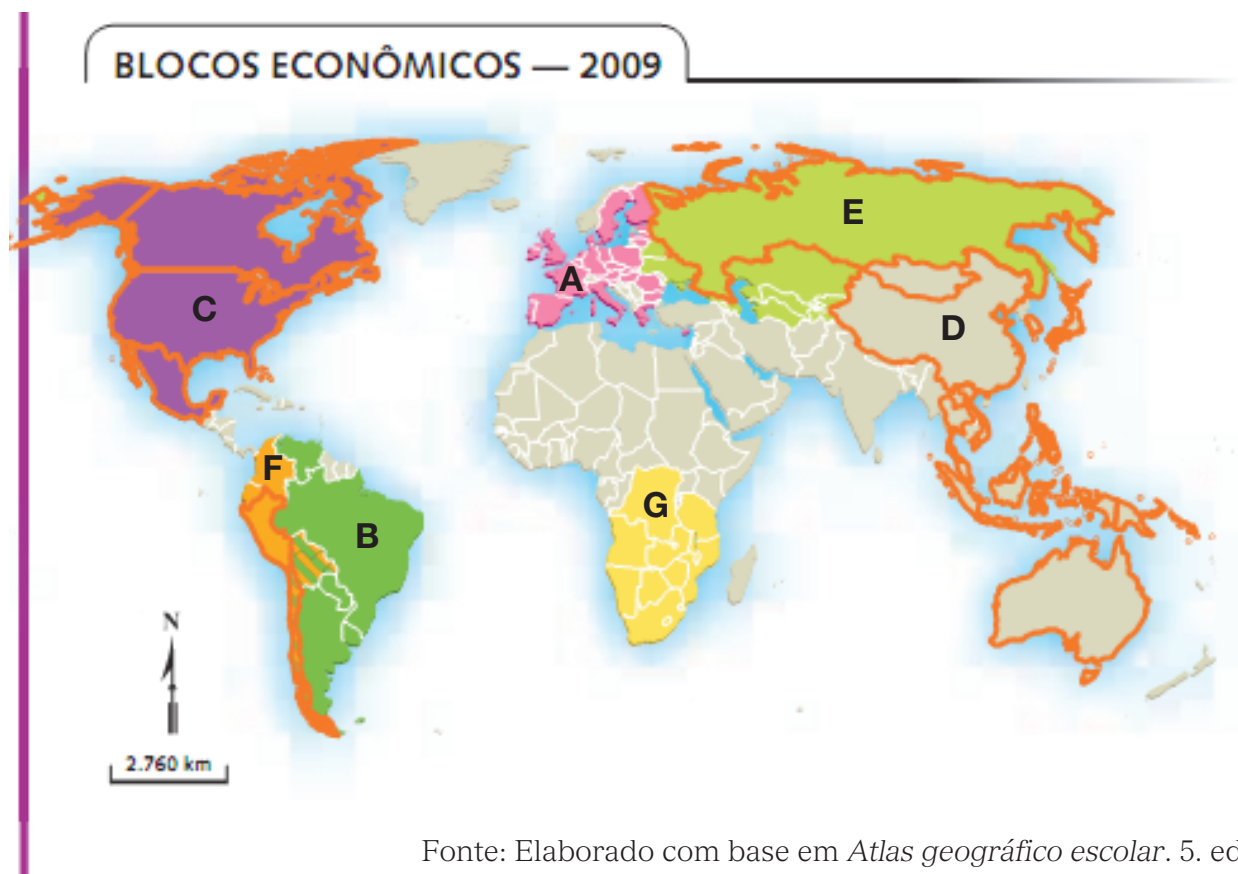 BLOCOS ECONÔMICOS — 2009
E
A
C
D
F
G
B
N
2.760 km
Fonte: Elaborado com base em Atlas geográfico escolar. 5. ed